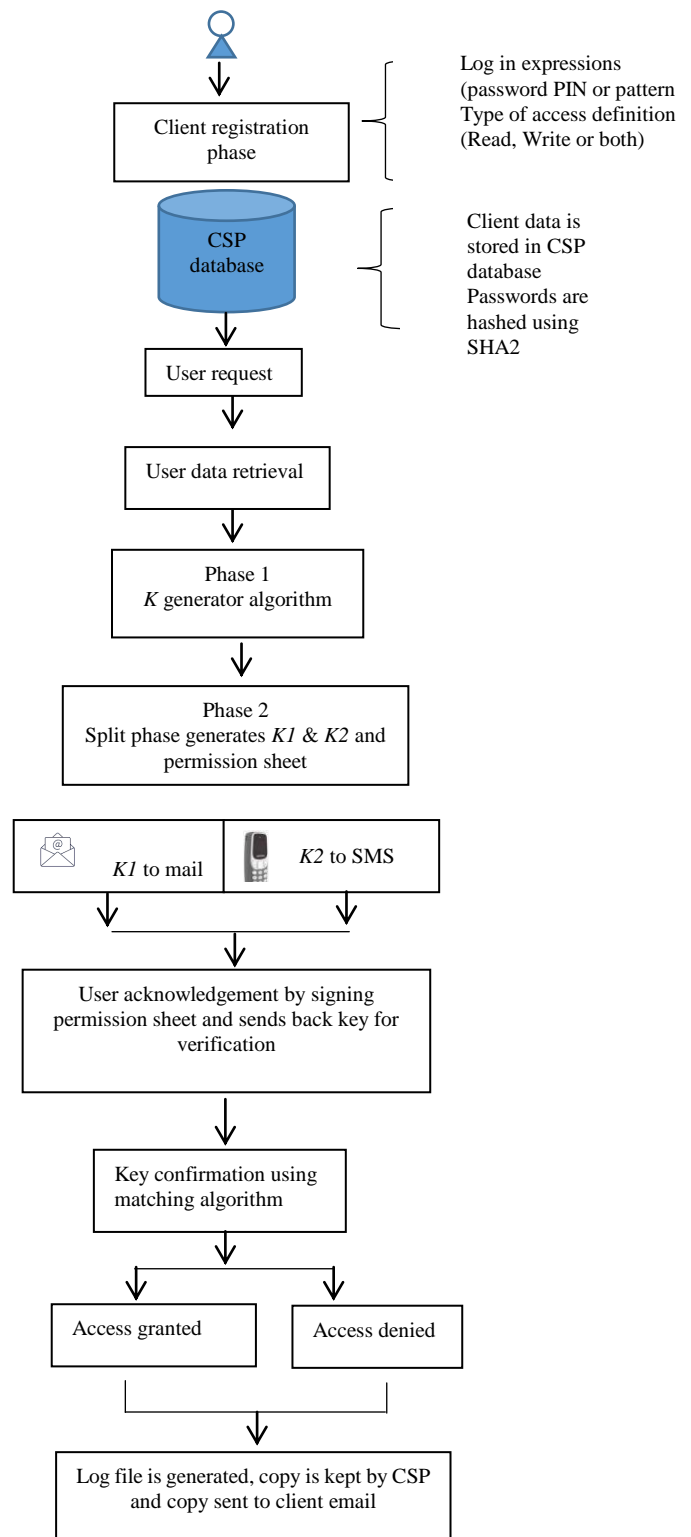 Log in expressions
(password PIN or pattern
Type of access definition
(Read, Write or both)
Client registration
phase
CSP
database
Client data is
stored in CSP
database
Passwords are
hashed using
SHA2
User request
User data retrieval
Phase 1
K generator algorithm
Phase 2
Split phase generates K1 & K2 and
permission sheet
K1 to mail
K2 to SMS
User acknowledgement by signing
permission sheet and sends back key for
verification
Key confirmation using
matching algorithm
Access granted
Access denied
Log file is generated, copy is kept by CSP
and copy sent to client email